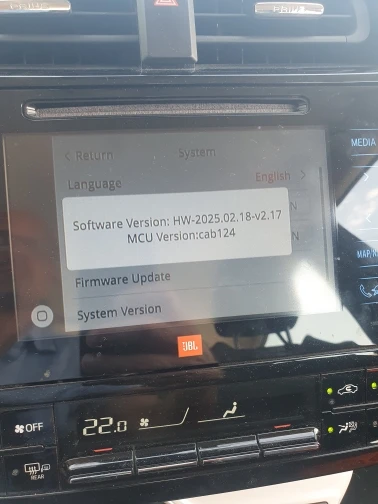 MEDIA
Return System
Language English
Software Version: HW-2025.02.18-v2.17
MCU Version:cab124
N
N
Firmware Update
System Version
JBL
OFF
22.0
REAR